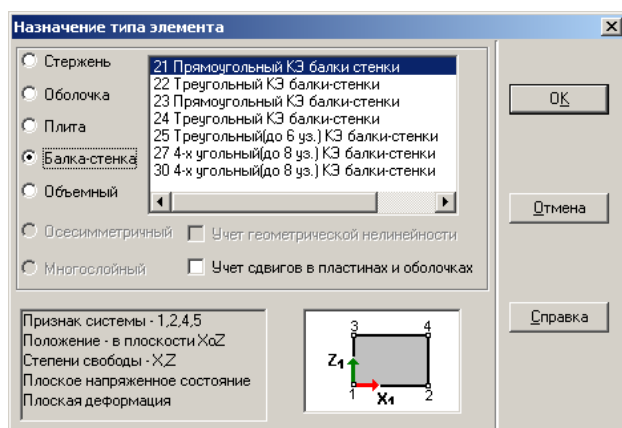 Назначение типа элемента
Стержень
Оболочка
Плита
Балка-стенка
Объемный
21 Прямоугольный КЭ балки стенки
22 Треугольный КЭ балки-стенки
23 Прямоугольный КЭ балки-стенки
24 Треугольный КЭ балки-стенки
25 Треугольный(до 6 уз.) КЭ балки-стенки
27 4-х угольный(до 8 уз.) КЭ балки-стенки
30 4-х угольный(до 8 уз.) КЭ балки-стенки
Осесимметричный
Учет геометрической нелинейности
Многослойный
Учет сдвигов в пластинах и оболочках
OK
Отмена
Справка
Признак системы - 1,2,4,5
Положение - в плоскости XoZ
Степени свободы - X,Z
Плоское напряженное состояние
Плоская деформация
3 4
Z1
1 X1 2